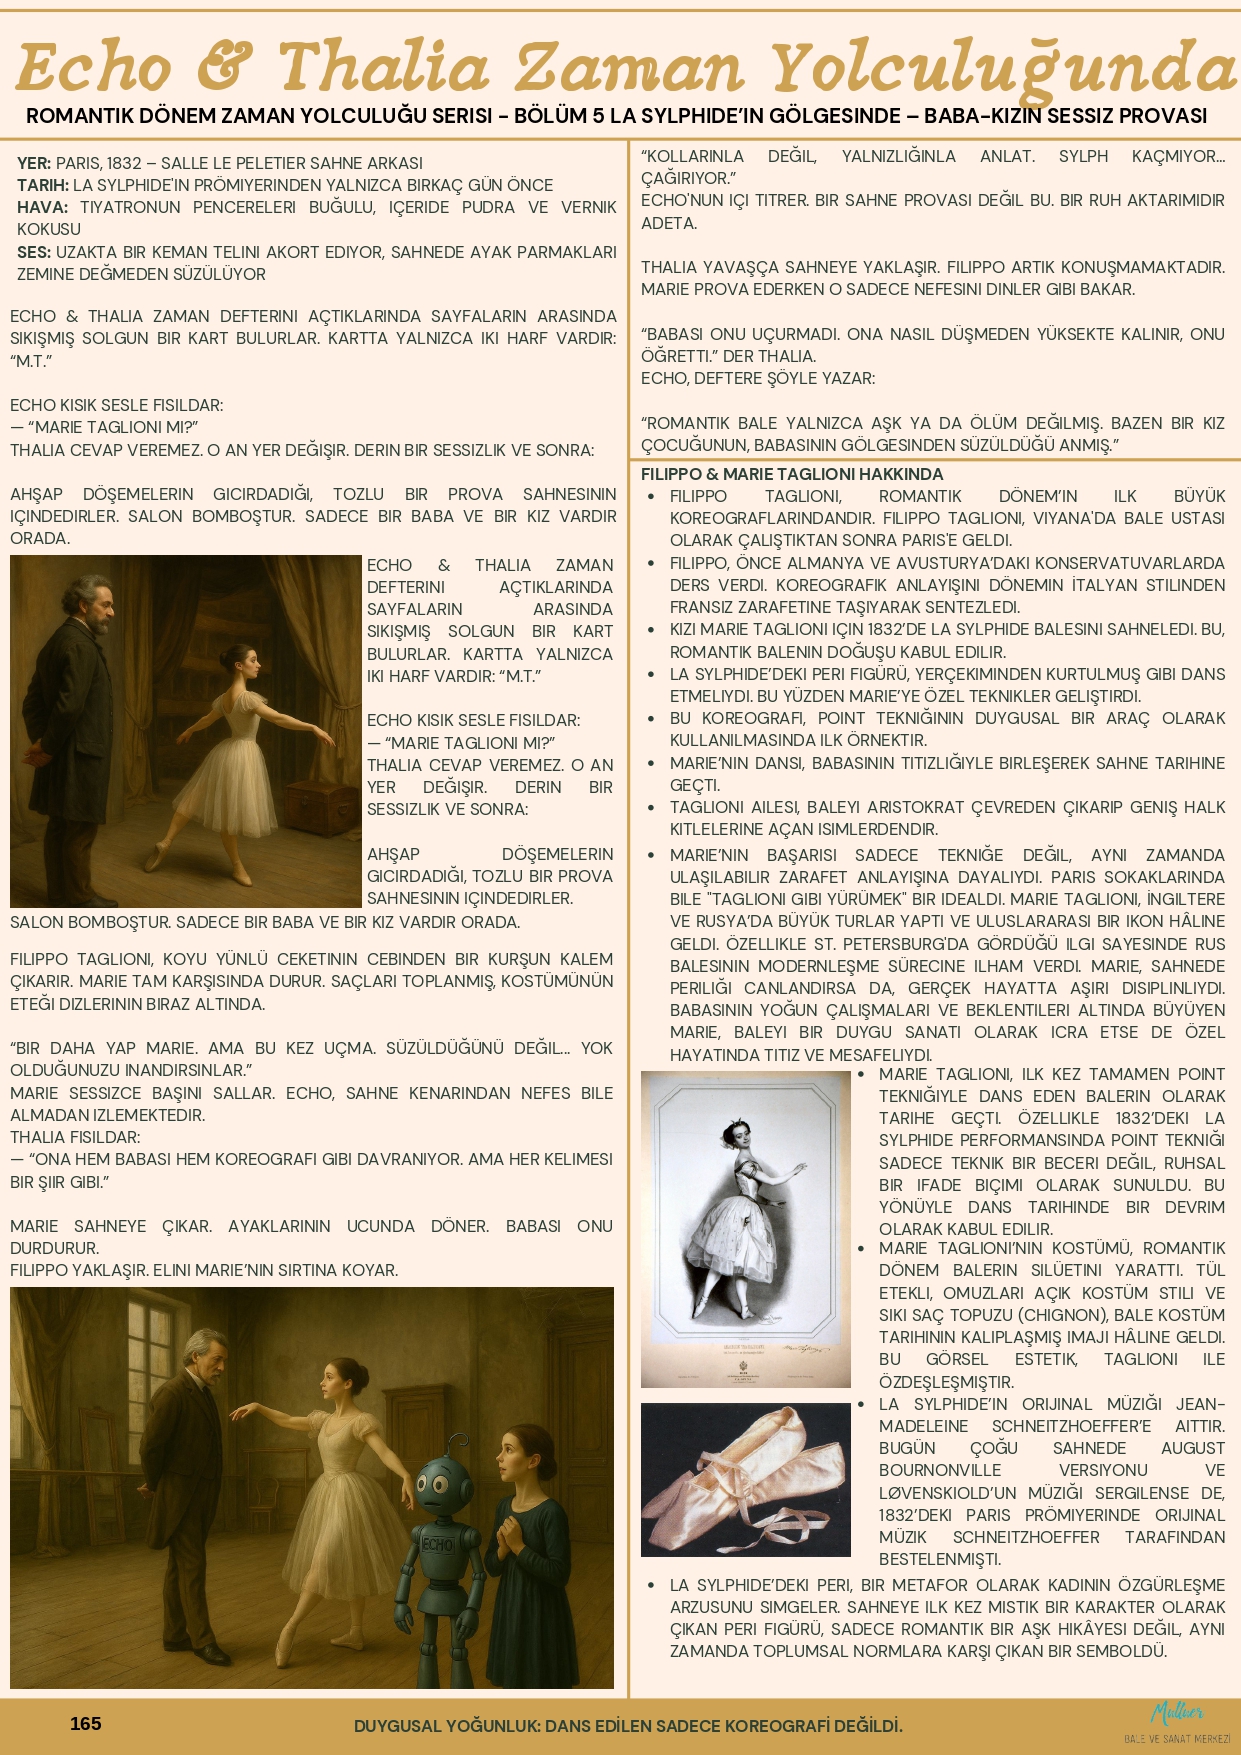 Echo & Thalia Zaman Yolculuğunda
ROMANTIK DÖNEM ZAMAN YOLCULUĞU SERISI - BÖLÜM 5 LA SYLPHIDE’IN GÖLGESINDE – BABA-KIZIN SESSIZ PROVASI
YER: PARIS, 1832 – SALLE LE PELETIER SAHNE ARKASI
TARIH: LA SYLPHIDE'IN PRÖMIYERINDEN YALNIZCA BIRKAÇ GÜN ÖNCE
HAVA: TIYATRONUN PENCERELERI BUĞULU, IÇERIDE PUDRA VE VERNIK
KOKUSU
SES: UZAKTA BIR KEMAN TELINI AKORT EDIYOR, SAHNEDE AYAK PARMAKLARI
ZEMINE DEĞMEDEN SÜZÜLÜYOR
ECHO & THALIA ZAMAN DEFTERINI AÇTIKLARINDA SAYFALARIN ARASINDA
SIKIŞMIŞ SOLGUN BIR KART BULURLAR. KARTTA YALNIZCA IKI HARF VARDIR:
“M.T.”
ECHO KISIK SESLE FISILDAR:
— “MARIE TAGLIONI MI?”
THALIA CEVAP VEREMEZ. O AN YER DEĞIŞIR. DERIN BIR SESSIZLIK VE SONRA:
AHŞAP DÖŞEMELERIN GICIRDADIĞI, TOZLU BIR PROVA SAHNESININ
IÇINDEDIRLER. SALON BOMBOŞTUR. SADECE BIR BABA VE BIR KIZ VARDIR
ORADA.
ECHO & THALIA ZAMAN
DEFTERINI AÇTIKLARINDA
SAYFALARIN ARASINDA
SIKIŞMIŞ SOLGUN BIR KART
BULURLAR. KARTTA YALNIZCA
IKI HARF VARDIR: “M.T.”
ECHO KISIK SESLE FISILDAR:
— “MARIE TAGLIONI MI?”
THALIA CEVAP VEREMEZ. O AN
YER DEĞIŞIR. DERIN BIR
SESSIZLIK VE SONRA:
AHŞAP DÖŞEMELERIN
GICIRDADIĞI, TOZLU BIR PROVA
SAHNESININ IÇINDEDIRLER.
SALON BOMBOŞTUR. SADECE BIR BABA VE BIR KIZ VARDIR ORADA.
FILIPPO TAGLIONI, KOYU YÜNLÜ CEKETININ CEBINDEN BIR KURŞUN KALEM
ÇIKARIR. MARIE TAM KARŞISINDA DURUR. SAÇLARI TOPLANMIŞ, KOSTÜMÜNÜN
ETEĞI DIZLERININ BIRAZ ALTINDA.
“BIR DAHA YAP MARIE. AMA BU KEZ UÇMA. SÜZÜLDÜĞÜNÜ DEĞIL… YOK
OLDUĞUNUZU INANDIRSINLAR.”
MARIE SESSIZCE BAŞINI SALLAR. ECHO, SAHNE KENARINDAN NEFES BILE
ALMADAN IZLEMEKTEDIR.
THALIA FISILDAR:
— “ONA HEM BABASI HEM KOREOGRAFI GIBI DAVRANIYOR. AMA HER KELIMESI
BIR ŞIIR GIBI.”
MARIE SAHNEYE ÇIKAR. AYAKLARININ UCUNDA DÖNER. BABASI ONU
DURDURUR.
FILIPPO YAKLAŞIR. ELINI MARIE’NIN SIRTINA KOYAR.
ECHO
“KOLLARINLA DEĞIL, YALNIZLIĞINLA ANLAT. SYLPH KAÇMIYOR…
ÇAĞIRIYOR.”
ECHO'NUN IÇI TITRER. BIR SAHNE PROVASI DEĞIL BU. BIR RUH AKTARIMIDIR
ADETA.
THALIA YAVAŞÇA SAHNEYE YAKLAŞIR. FILIPPO ARTIK KONUŞMAMAKTADIR.
MARIE PROVA EDERKEN O SADECE NEFESINI DINLER GIBI BAKAR.
“BABASI ONU UÇURMADI. ONA NASIL DÜŞMEDEN YÜKSEKTE KALINIR, ONU
ÖĞRETTI.” DER THALIA.
ECHO, DEFTERE ŞÖYLE YAZAR:
“ROMANTIK BALE YALNIZCA AŞK YA DA ÖLÜM DEĞILMIŞ. BAZEN BIR KIZ
ÇOCUĞUNUN, BABASININ GÖLGESINDEN SÜZÜLDÜĞÜ ANMIŞ.”
FILIPPO & MARIE TAGLIONI HAKKINDA
• FILIPPO TAGLIONI, ROMANTIK DÖNEM’IN ILK BÜYÜK
KOREOGRAFLARINDANDIR. FILIPPO TAGLIONI, VIYANA'DA BALE USTASI
OLARAK ÇALIŞTIKTAN SONRA PARIS'E GELDI.
• FILIPPO, ÖNCE ALMANYA VE AVUSTURYA’DAKI KONSERVATUVARLARDA
DERS VERDI. KOREOGRAFIK ANLAYIŞINI DÖNEMIN İTALYAN STILINDEN
FRANSIZ ZARAFETINE TAŞIYARAK SENTEZLEDI.
• KIZI MARIE TAGLIONI IÇIN 1832’DE LA SYLPHIDE BALESINI SAHNELEDI. BU,
ROMANTIK BALENIN DOĞUŞU KABUL EDILIR.
• LA SYLPHIDE’DEKI PERI FIGÜRÜ, YERÇEKIMINDEN KURTULMUŞ GIBI DANS
ETMELIYDI. BU YÜZDEN MARIE’YE ÖZEL TEKNIKLER GELIŞTIRDI.
• BU KOREOGRAFI, POINT TEKNIĞININ DUYGUSAL BIR ARAÇ OLARAK
KULLANILMASINDA ILK ÖRNEKTIR.
• MARIE’NIN DANSI, BABASININ TITIZLIĞIYLE BIRLEŞEREK SAHNE TARIHINE
GEÇTI.
• TAGLIONI AILESI, BALEYI ARISTOKRAT ÇEVREDEN ÇIKARIP GENIŞ HALK
KITLELERINE AÇAN ISIMLERDENDIR.
• MARIE’NIN BAŞARISI SADECE TEKNIĞE DEĞIL, AYNI ZAMANDA
ULAŞILABILIR ZARAFET ANLAYIŞINA DAYALIYDI. PARIS SOKAKLARINDA
BILE "TAGLIONI GIBI YÜRÜMEK" BIR IDEALDI. MARIE TAGLIONI, İNGILTERE
VE RUSYA’DA BÜYÜK TURLAR YAPTI VE ULUSLARARASI BIR IKON HÂLINE
GELDI. ÖZELLIKLE ST. PETERSBURG'DA GÖRDÜĞÜ ILGI SAYESINDE RUS
BALESININ MODERNLEŞME SÜRECINE ILHAM VERDI. MARIE, SAHNEDE
PERILIĞI CANLANDIRSA DA, GERÇEK HAYATTA AŞIRI DISIPLINLIYDI.
BABASININ YOĞUN ÇALIŞMALARI VE BEKLENTILERI ALTINDA BÜYÜYEN
MARIE, BALEYI BIR DUYGU SANATI OLARAK ICRA ETSE DE ÖZEL
HAYATINDA TITIZ VE MESAFELIYDI.
• MARIE TAGLIONI, ILK KEZ TAMAMEN POINT
TEKNIĞIYLE DANS EDEN BALERIN OLARAK
TARIHE GEÇTI. ÖZELLIKLE 1832’DEKI LA
SYLPHIDE PERFORMANSINDA POINT TEKNIĞI
SADECE TEKNIK BIR BECERI DEĞIL, RUHSAL
BIR IFADE BIÇIMI OLARAK SUNULDU. BU
YÖNÜYLE DANS TARIHINDE BIR DEVRIM
OLARAK KABUL EDILIR.
• MARIE TAGLIONI’NIN KOSTÜMÜ, ROMANTIK
DÖNEM BALERIN SILÜETINI YARATTI. TÜL
ETEKLI, OMUZLARI AÇIK KOSTÜM STILI VE
SIKI SAÇ TOPUZU (CHIGNON), BALE KOSTÜM
TARIHININ KALIPLAŞMIŞ IMAJI HÂLINE GELDI.
BU GÖRSEL ESTETIK, TAGLIONI ILE
ÖZDEŞLEŞMIŞTIR.
• LA SYLPHIDE’IN ORIJINAL MÜZIĞI JEAN-
MADELEINE SCHNEITZHOEFFER’E AITTIR.
BUGÜN ÇOĞU SAHNEDE AUGUST
BOURNONVILLE VERSIYONU VE
LØVENSKIOLD’UN MÜZIĞI SERGILENSE DE,
1832’DEKI PARIS PRÖMIYERINDE ORIJINAL
MÜZIK SCHNEITZHOEFFER TARAFINDAN
BESTELENMIŞTI.
• LA SYLPHIDE’DEKI PERI, BIR METAFOR OLARAK KADININ ÖZGÜRLEŞME
ARZUSUNU SIMGELER. SAHNEYE ILK KEZ MISTIK BIR KARAKTER OLARAK
ÇIKAN PERI FIGÜRÜ, SADECE ROMANTIK BIR AŞK HIKÂYESI DEĞIL, AYNI
ZAMANDA TOPLUMSAL NORMLARA KARŞI ÇIKAN BIR SEMBOLDÜ.
165
DUYGUSAL YOĞUNLUK: DANS EDİLEN SADECE KOREOGRAFİ DEĞİLDİ.
BALE VE SANAT MERKEZİ